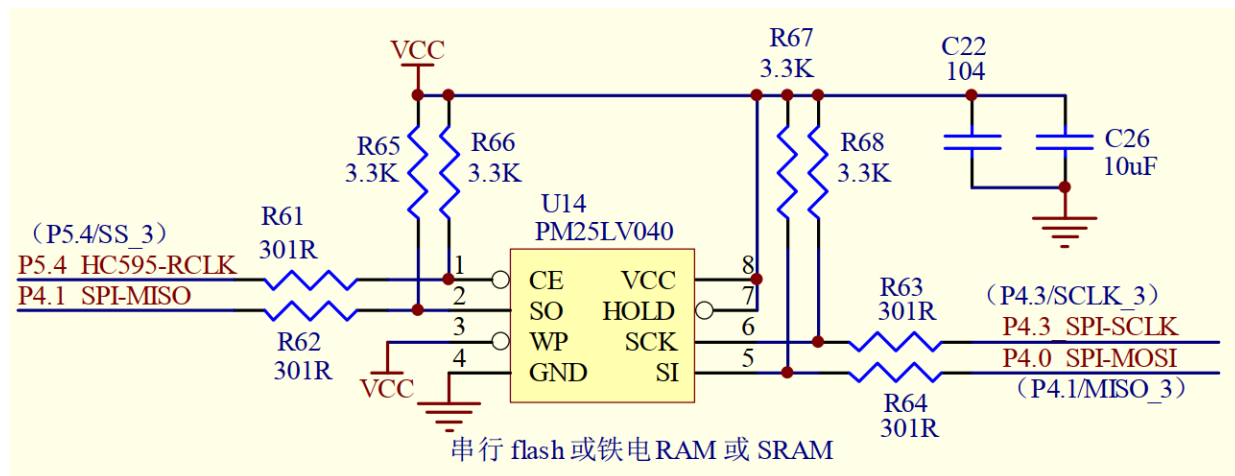 VCC
R67
3.3K
C22
104
R65
3.3K
R66
3.3K
R68
3.3K
C26
10uF
U14
PM25LV040
（P5.4/SS_3）
R61
301R
P5.4 HC595-RCLK
P4.1 SPI-MISO
R62
301R
1 CE VCC 8
2 SO HOLD 7
3 WP SCK 6
4 GND SI 5
VCC
R63
301R
（P4.3/SCLK_3）
P4.3 SPI-SCLK
P4.0 SPI-MOSI
（P4.1/MISO_3）
R64
301R
串行 flash 或铁电 RAM 或 SRAM